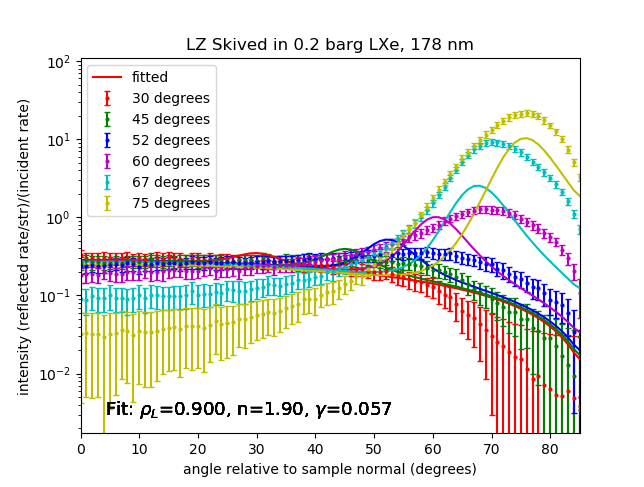 LZ Skived in 0.2 barg LXe, 178 nm
intensity (reflected rate/str)/(incident rate)
10²
10¹
10⁰
10⁻¹
10⁻²
fitted
30 degrees
45 degrees
52 degrees
60 degrees
67 degrees
75 degrees
Fit: ρ_L=0.900, n=1.90, γ=0.057
0 10 20 30 40 50 60 70 80
angle relative to sample normal (degrees)